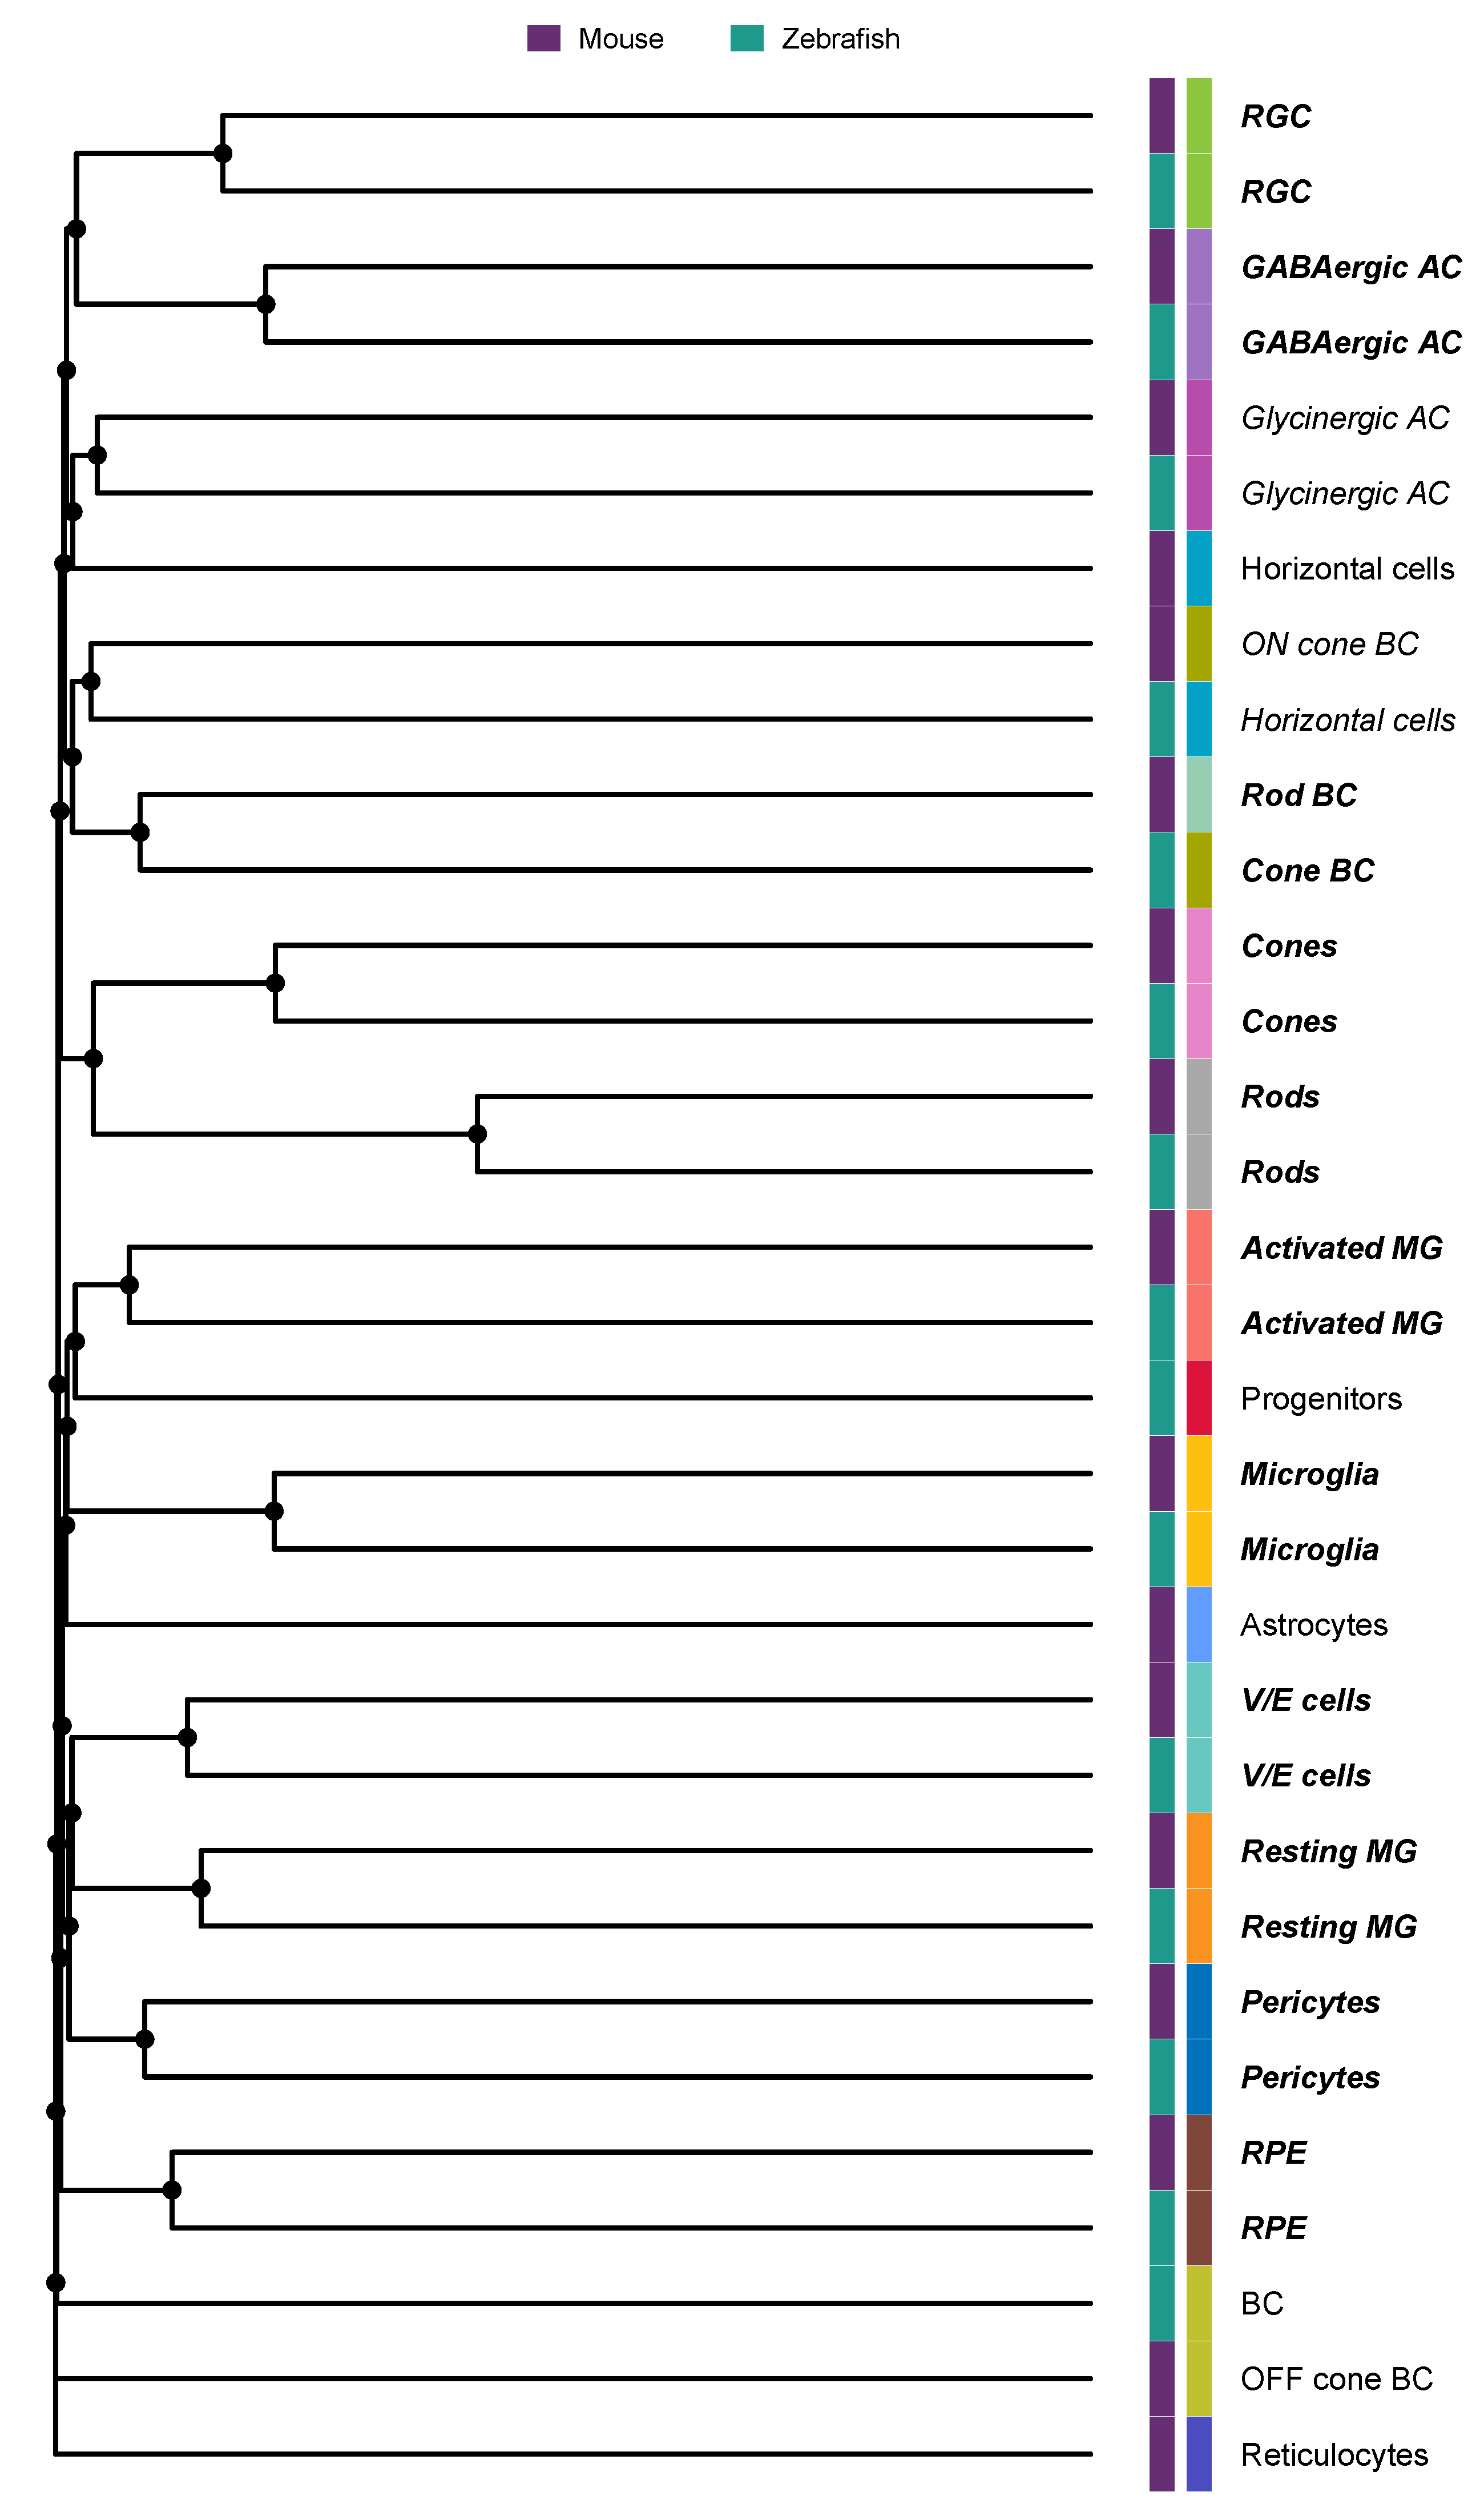 Mouse Zebrafish
RGC
RGC
GABAergic AC
GABAergic AC
Glycinergic AC
Glycinergic AC
Horizontal cells
ON cone BC
Horizontal cells
Rod BC
Cone BC
Cones
Cones
Rods
Rods
Activated MG
Activated MG
Progenitors
Microglia
Microglia
Astrocytes
V/E cells
V/E cells
Resting MG
Resting MG
Pericytes
Pericytes
RPE
RPE
BC
OFF cone BC
Reticulocytes